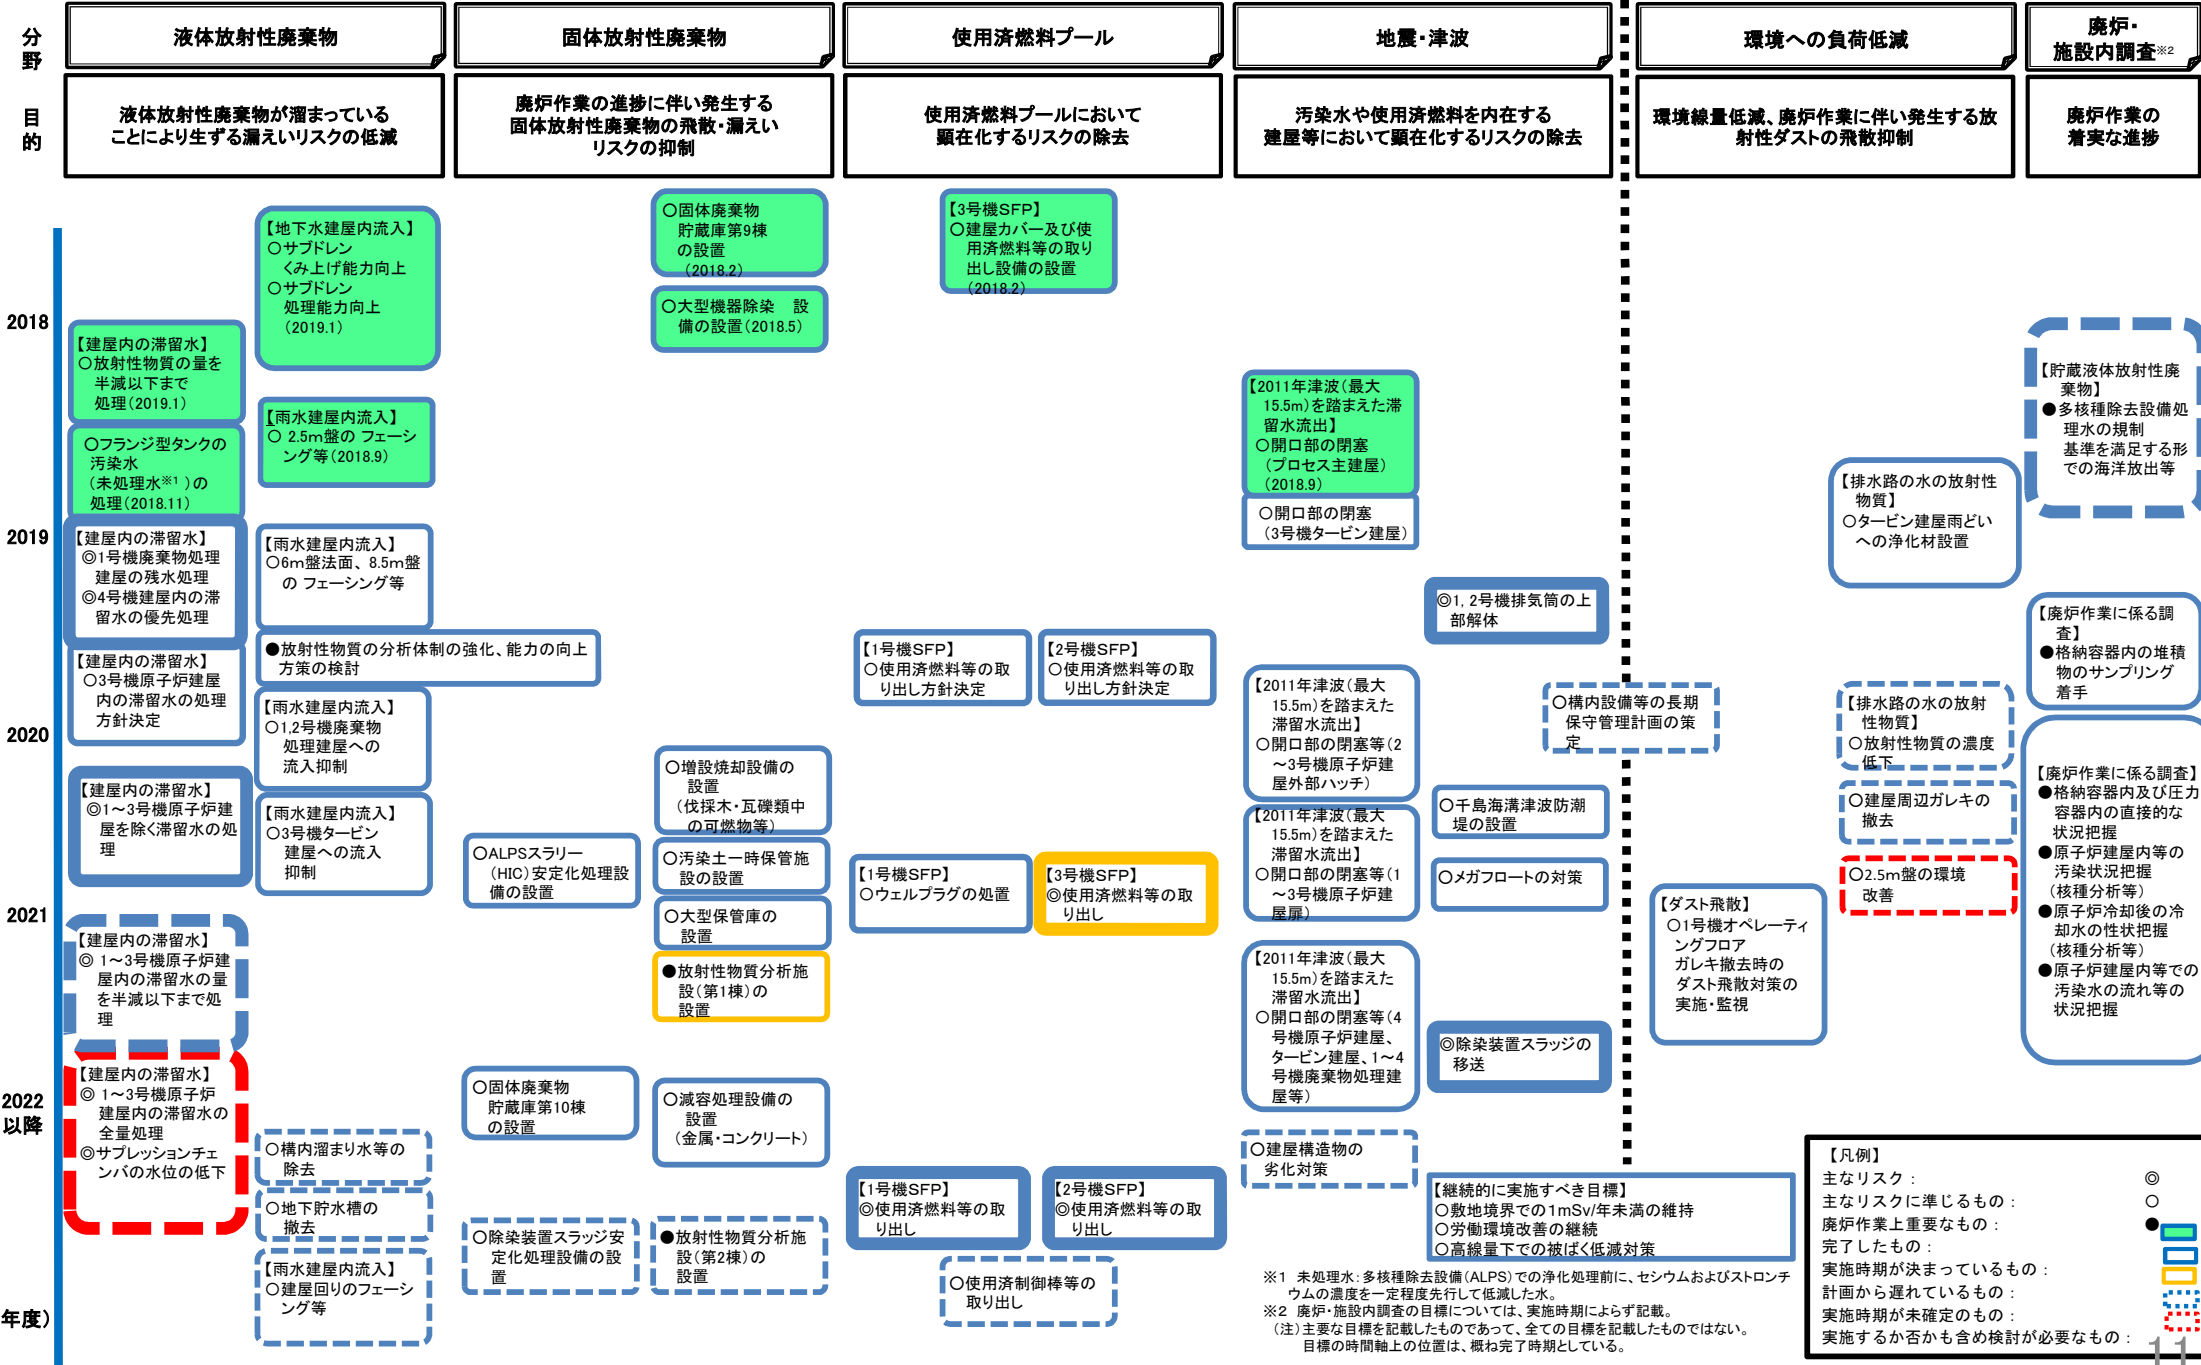 分野
液体放射性廃棄物
固体放射性廃棄物
使用済燃料プール
地震・津波
環境への負荷低減
廃炉・
施設内調査※2
目的
液体放射性廃棄物が溜まっている
ことにより生ずる漏えいリスクの低減
廃炉作業の進捗に伴い発生する
固体放射性廃棄物の飛散・漏えい
リスクの抑制
使用済燃料プールにおいて
顕在化するリスクの除去
汚染水や使用済燃料を内在する
建屋等において顕在化するリスクの除去
環境線量低減、廃炉作業に伴い発生する放
射性ダストの飛散抑制
廃炉作業の
着実な進捗
2018
2019
2020
2021
2022
以降
年度)
【建屋内の滞留水】
○放射性物質の量を
半減以下まで
処理(2019.1)
○フランジ型タンクの
汚染水
(未処理水※1)の
処理(2018.11)
【建屋内の滞留水】
◎1号機廃棄物処理
建屋の残水処理
◎4号機建屋内の滞
留水の優先処理
【建屋内の滞留水】
○3号機原子炉建屋
内の滞留水の処理
方針決定
【建屋内の滞留水】
◎1～3号機原子炉建
屋を除く滞留水の処
理
【建屋内の滞留水】
◎ 1～3号機原子炉建
屋内の滞留水の量
を半減以下まで処
理
【建屋内の滞留水】
◎ 1～3号機原子炉
建屋内の滞留水の
全量処理
◎サプレッションチェ
ンバの水位の低下
【地下水建屋内流入】
○サブドレン
くみ上げ能力向上
○サブドレン
処理能力向上
(2019.1)
【雨水建屋内流入】
○ 2.5m盤の フェーシ
ング等(2018.9)
【雨水建屋内流入】
○6m盤法面、8.5m盤
の フェーシング等
●放射性物質の分析体制の強化、能力の向上
方策の検討
【雨水建屋内流入】
○1,2号機廃棄物
処理建屋への
流入抑制
【雨水建屋内流入】
○3号機タービン
建屋への流入
抑制
○構内溜まり水等の
除去
○地下貯水槽の
撤去
【雨水建屋内流入】
○建屋回りのフェーシ
ング等
○固体廃棄物
貯蔵庫第9棟
の設置
(2018.2)
○大型機器除染 設
備の設置(2018.5)
○増設焼却設備の
設置
(伐採木・瓦礫類中
の可燃物等)
○ALPSスラリー
(HIC)安定化処理設
備の設置
○汚染土一時保管施
設の設置
○大型保管庫の
設置
●放射性物質分析施
設(第1棟)の
設置
○固体廃棄物
貯蔵庫第10棟
の設置
○減容処理設備の
設置
(金属・コンクリート)
○除染装置スラッジ安
定化処理設備の設
置
●放射性物質分析施
設(第2棟)の
設置
【3号機SFP】
○建屋カバー及び使
用済燃料等の取り
出し設備の設置
(2018.2)
【1号機SFP】
○使用済燃料等の取
り出し方針決定
【2号機SFP】
○使用済燃料等の取
り出し方針決定
【1号機SFP】
○ウェルプラグの処置
【3号機SFP】
◎使用済燃料等の取
り出し
【1号機SFP】
◎使用済燃料等の取
り出し
【2号機SFP】
◎使用済燃料等の取
り出し
○使用済制御棒等の
取り出し
【2011年津波(最大
15.5m)を踏まえた滞
留水流出】
○開口部の閉塞
(プロセス主建屋)
(2018.9)
○開口部の閉塞
(3号機タービン建屋)
◎1,2号機排気筒の上
部解体
【2011年津波(最大
15.5m)を踏まえた
滞留水流出】
○開口部の閉塞等(2
～3号機原子炉建
屋外部ハッチ)
【2011年津波(最大
15.5m)を踏まえた
滞留水流出】
○開口部の閉塞等(1
～3号機原子炉建
屋扉)
○千島海溝津波防潮
堤の設置
○メガフロートの対策
【2011年津波(最大
15.5m)を踏まえた
滞留水流出】
○開口部の閉塞等(4
号機原子炉建屋、
タービン建屋、1～4
号機廃棄物処理建
屋等)
◎除染装置スラッジの
移送
○建屋構造物の
劣化対策
○構内設備等の長期
保守管理計画の策
定
【継続的に実施すべき目標】
○敷地境界での1mSv/年未満の維持
○労働環境改善の継続
○高線量下での被ばく低減対策
【排水路の水の放射性
物質】
○タービン建屋雨どい
への浄化材設置
【排水路の水の放射
性物質】
○放射性物質の濃度
低下
○建屋周辺ガレキの
撤去
○2.5m盤の環境
改善
【ダスト飛散】
○1号機オペレーティ
ングフロア
ガレキ撤去時の
ダスト飛散対策の
実施・監視
【貯蔵液体放射性廃
棄物】
●多核種除去設備処
理水の規制
基準を満足する形
での海洋放出等
【廃炉作業に係る調
査】
●格納容器内の堆積
物のサンプリング
着手
【廃炉作業に係る調査】
●格納容器内及び圧力
容器内の直接的な
状況把握
●原子炉建屋内等の
汚染状況把握
(核種分析等)
●原子炉冷却後の冷
却水の性状把握
(核種分析等)
●原子炉建屋内等での
汚染水の流れ等の
状況把握
※1 未処理水:多核種除去設備(ALPS)での浄化処理前に、セシウムおよびストロンチ
ウムの濃度を一定程度先行して低減した水。
※2 廃炉・施設内調査の目標については、実施時期によらず記載。
(注)主要な目標を記載したものであって、全ての目標を記載したものではない。
目標の時間軸上の位置は、概ね完了時期としている。
【凡例】
主なリスク: ◎
主なリスクに準じるもの: ○
廃炉作業上重要なもの: ●
完了したもの:
実施時期が決まっているもの:
計画から遅れているもの:
実施時期が未確定のもの:
実施するか否かも含め検討が必要なもの:
11